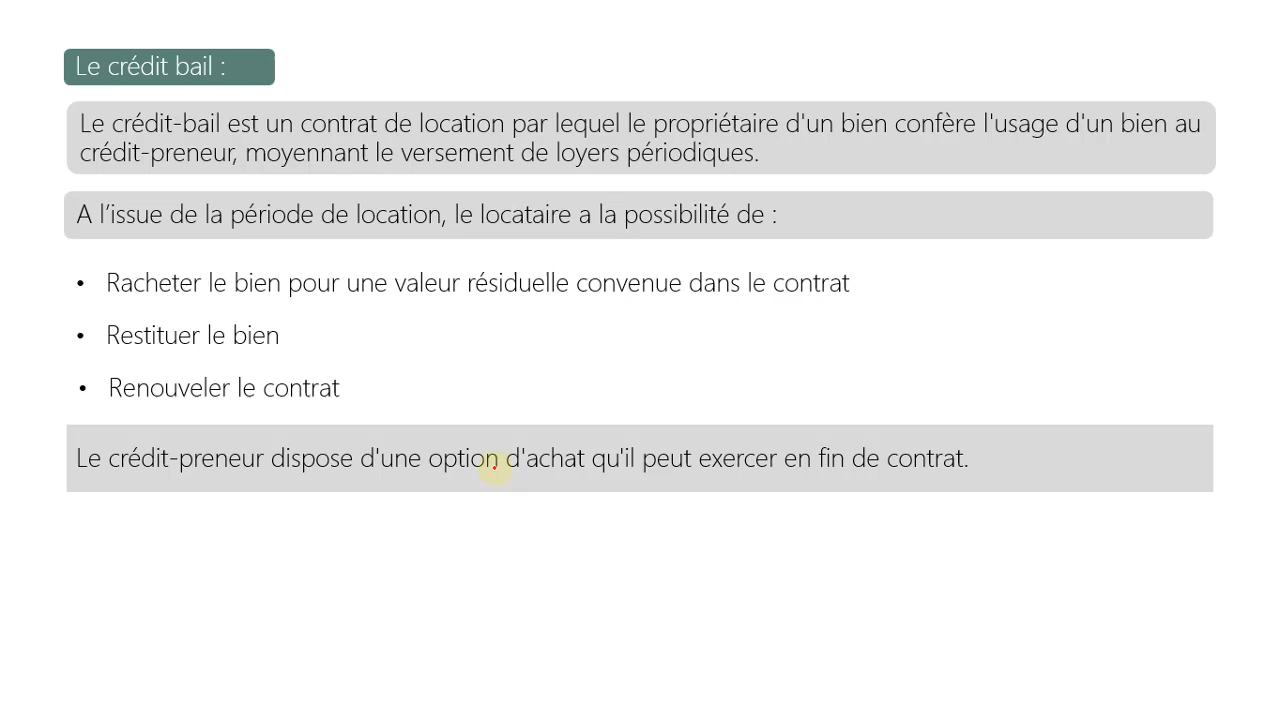 Le crédit bail :
Le crédit-bail est un contrat de location par lequel le propriétaire d'un bien confère l'usage d'un bien au
crédit-preneur, moyennant le versement de loyers périodiques.
A l’issue de la période de location, le locataire a la possibilité de :
• Racheter le bien pour une valeur résiduelle convenue dans le contrat
• Restituer le bien
• Renouveler le contrat
Le crédit-preneur dispose d'une option d'achat qu'il peut exercer en fin de contrat.